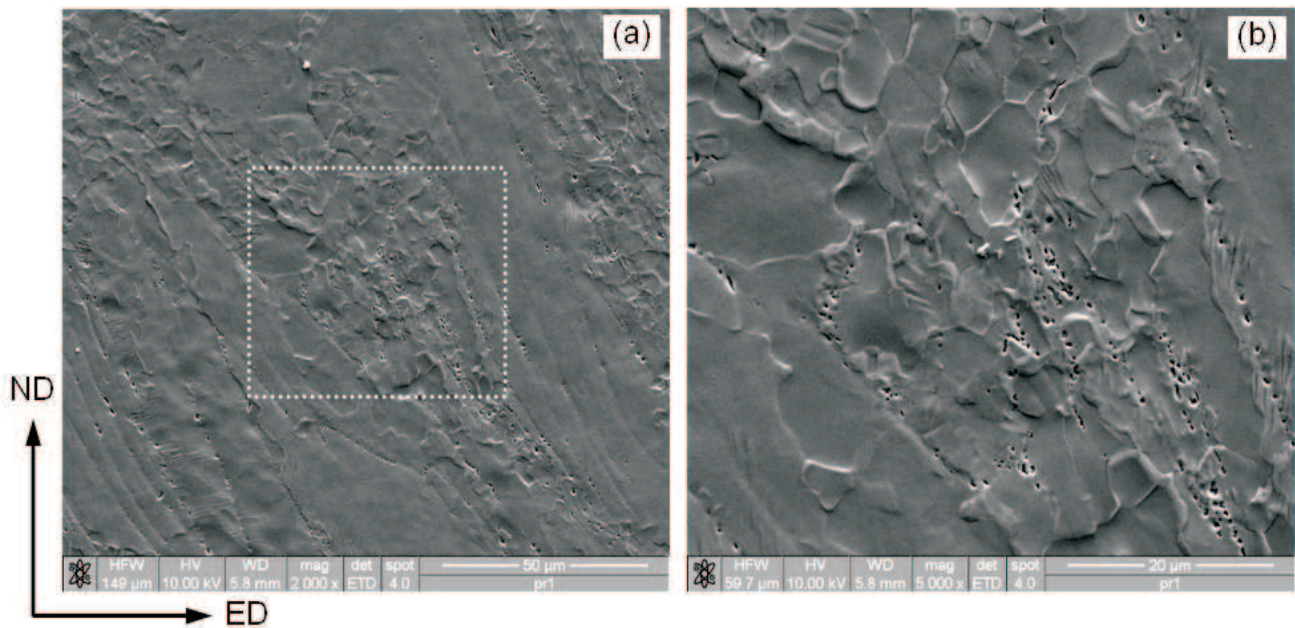 (a)
(b)
ND
ED
HFW HV WD mag det spot 50 µm
149 µm 10.00 kV 5.8 mm 2 000 x ETD 4.0 pr1
HFW HV WD mag det spot 20 µm
59.7 µm 10.00 kV 5.8 mm 5 000 x ETD 4.0 pr1